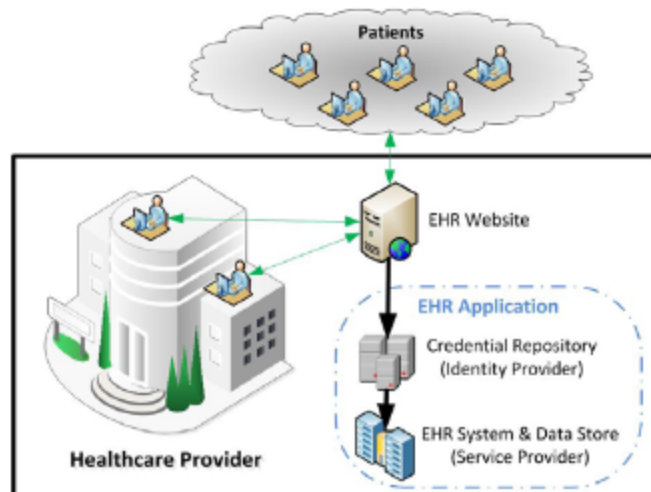 Patients
EHR Website
EHR Application
Credential Repository
(Identity Provider)
EHR System & Data Store
(Service Provider)
Healthcare Provider